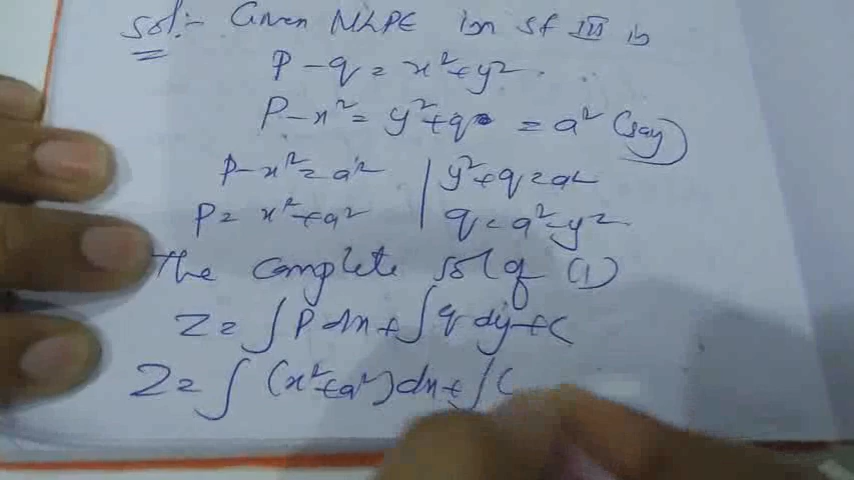 Sol:- Given NLPE in Sf III is
P - q = x² + y².
P - x² = y² + q = a² (say)
P - x² = a² | y² + q = a²
P = x² + a² | q = a² - y²
The complete sol of (1)
Z = ∫ P dx + ∫ q dy + c
Z = ∫ (x² + a²) dx + ∫ (